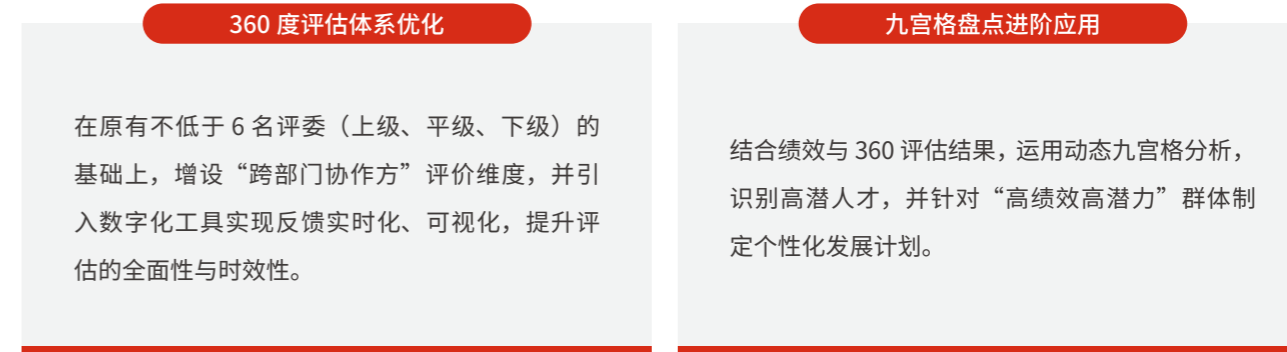 360 度评估体系优化
在原有不低于 6 名评委（上级、平级、下级）的
基础上，增设“跨部门协作方”评价维度，并引
入数字化工具实现反馈实时化、可视化，提升评
估的全面性与时效性。
九宫格盘点进阶应用
结合绩效与 360 评估结果，运用动态九宫格分析，
识别高潜人才，并针对“高绩效高潜力”群体制
定个性化发展计划。